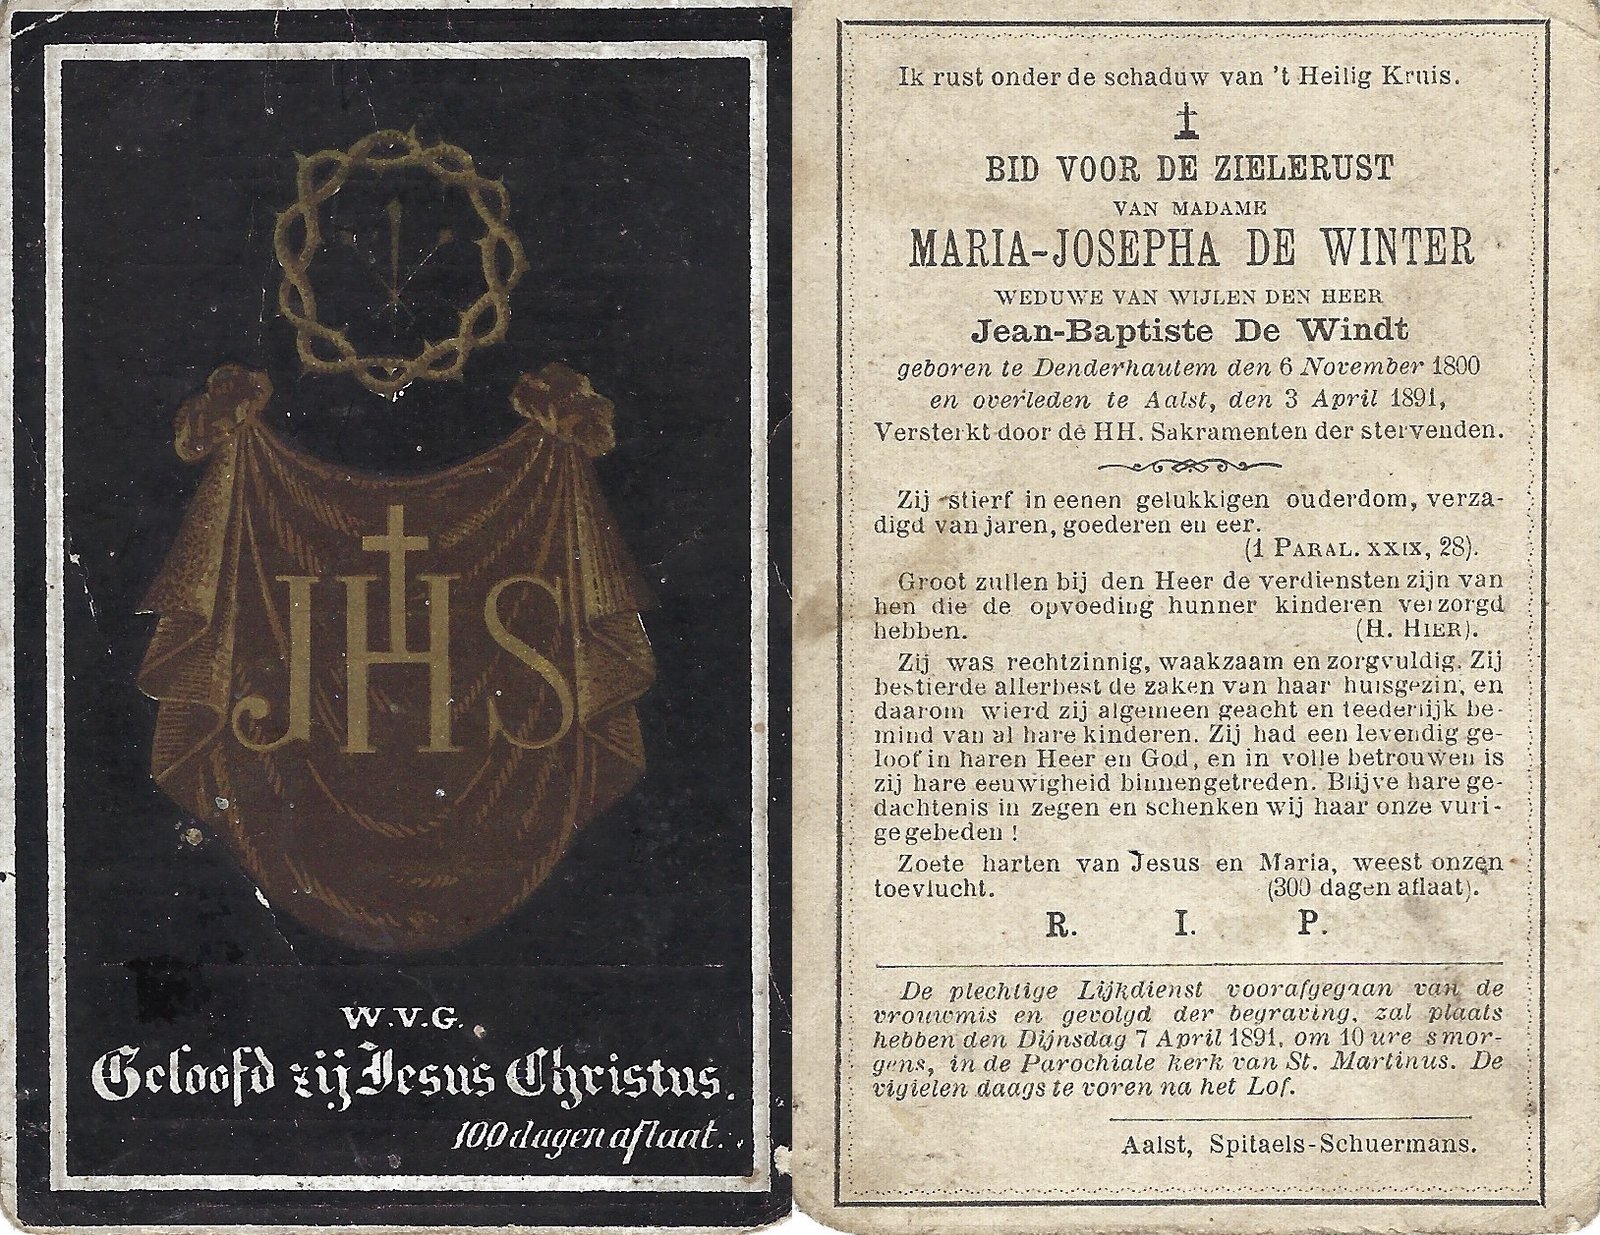 JHS
W.V.G.
Geloofd zij Jesus Christus.
100 dagen aflaat.
Ik rust onder de schaduw van 't Heilig Kruis.
BID VOOR DE ZIELERUST
VAN MADAME
MARIA-JOSEPHA DE WINTER
WEDUWE VAN WIJLEN DEN HEER
Jean-Baptiste De Windt
geboren te Denderhautem den 6 November 1800
en overleden te Aalst, den 3 April 1891,
Versterkt door de HH. Sakramenten der stervenden.
Zij stierf in eenen gelukkigen ouderdom, verza-
digd van jaren, goederen en eer.
(1 PARAL. XXIX, 28).
Groot zullen bij den Heer de verdiensten zijn van
hen die de opvoeding hunner kinderen verzorgd
hebben. (H. HIER).
Zij was rechtzinnig, waakzaam en zorgvuldig. Zij
bestierde allerbest de zaken van haar huisgezin, en
daarom wierd zij algemeen geacht en teederlijk be-
mind van al hare kinderen. Zij had een levendig ge-
loof in haren Heer en God, en in volle betrouwen is
zij hare eeuwigheid binnengetreden. Blijve hare ge-
dachtenis in zegen en schenken wij haar onze vuri-
ge gebeden !
Zoete harten van Jesus en Maria, weest onzen
toevlucht. (300 dagen aflaat).
R. I. P.
De plechtige Lijkdienst voorafgegaan van de
vrouwmis en gevolgd der begraving, zal plaats
hebben den Dijnsdag 7 April 1891, om 10 ure smor-
gens, in de Parochiale kerk van St. Martinus. De
vigielen daags te voren na het Lof.
Aalst, Spitaels-Schuermans.